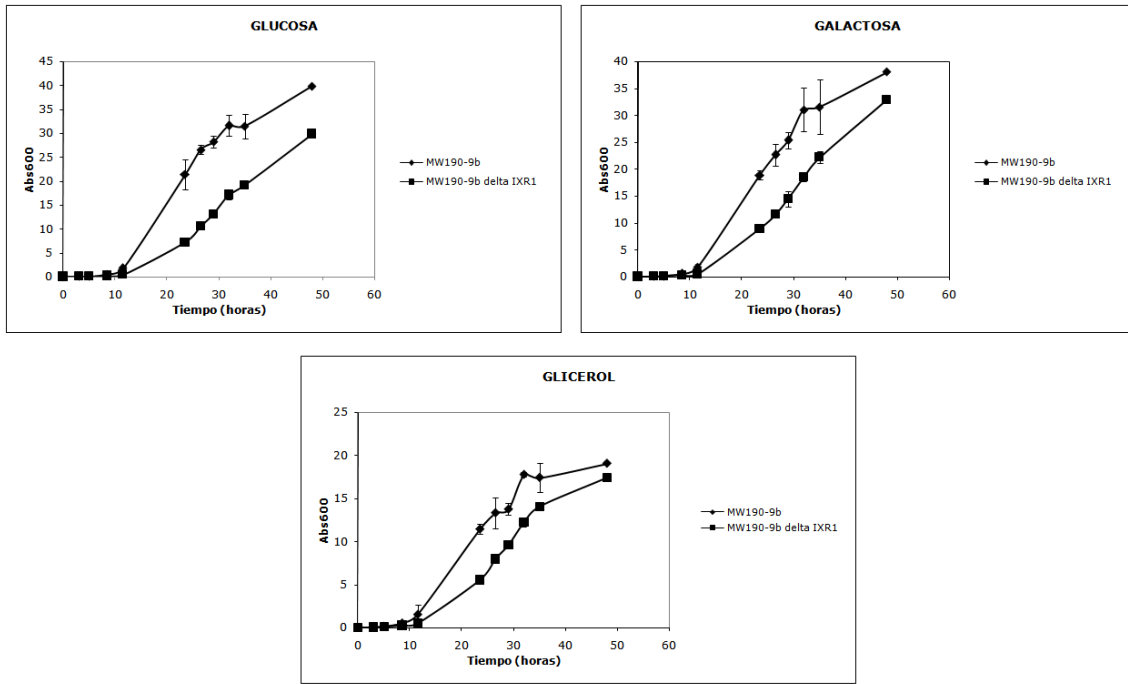 GLUCOSA
45
40
35
30
25
20
15
10
5
0
Abs600
0 10 20 30 40 50 60
Tiempo (horas)
MW190-9b
MW190-9b delta IXR1
GALACTOSA
45
40
35
30
25
20
15
10
5
0
Abs600
0 10 20 30 40 50 60
Tiempo (horas)
MW190-9b
MW190-9b delta IXR1
GLICEROL
25
20
15
10
5
0
Abs600
0 10 20 30 40 50 60
Tiempo (horas)
MW190-9b
MW190-9b delta IXR1